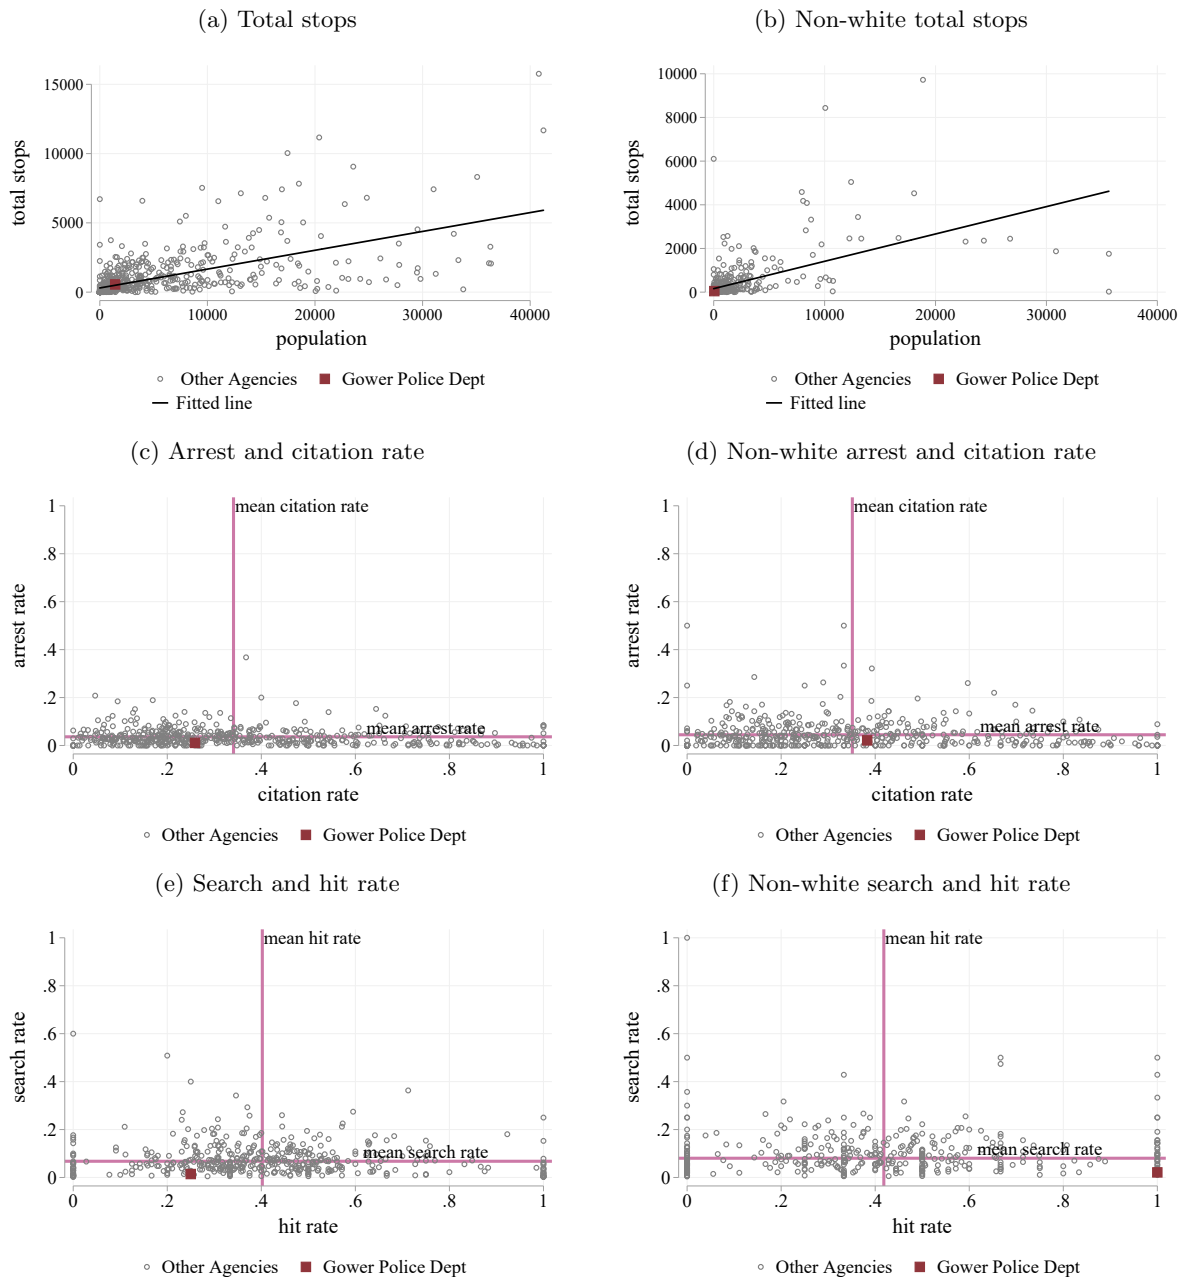 (a) Total stops
(b) Non-white total stops
total stops
15000
10000
5000
0
0 10000 20000 30000 40000
population
Other Agencies Gower Police Dept
Fitted line
total stops
10000
8000
6000
4000
2000
0
0 10000 20000 30000 40000
population
Other Agencies Gower Police Dept
Fitted line
(c) Arrest and citation rate
(d) Non-white arrest and citation rate
arrest rate
1
.8
.6
.4
.2
0
mean citation rate
mean arrest rate
0 .2 .4 .6 .8 1
citation rate
Other Agencies Gower Police Dept
arrest rate
1
.8
.6
.4
.2
0
mean citation rate
mean arrest rate
0 .2 .4 .6 .8 1
citation rate
Other Agencies Gower Police Dept
(e) Search and hit rate
(f) Non-white search and hit rate
search rate
1
.8
.6
.4
.2
0
mean hit rate
mean search rate
0 .2 .4 .6 .8 1
hit rate
Other Agencies Gower Police Dept
search rate
1
.8
.6
.4
.2
0
mean hit rate
mean search rate
0 .2 .4 .6 .8 1
hit rate
Other Agencies Gower Police Dept